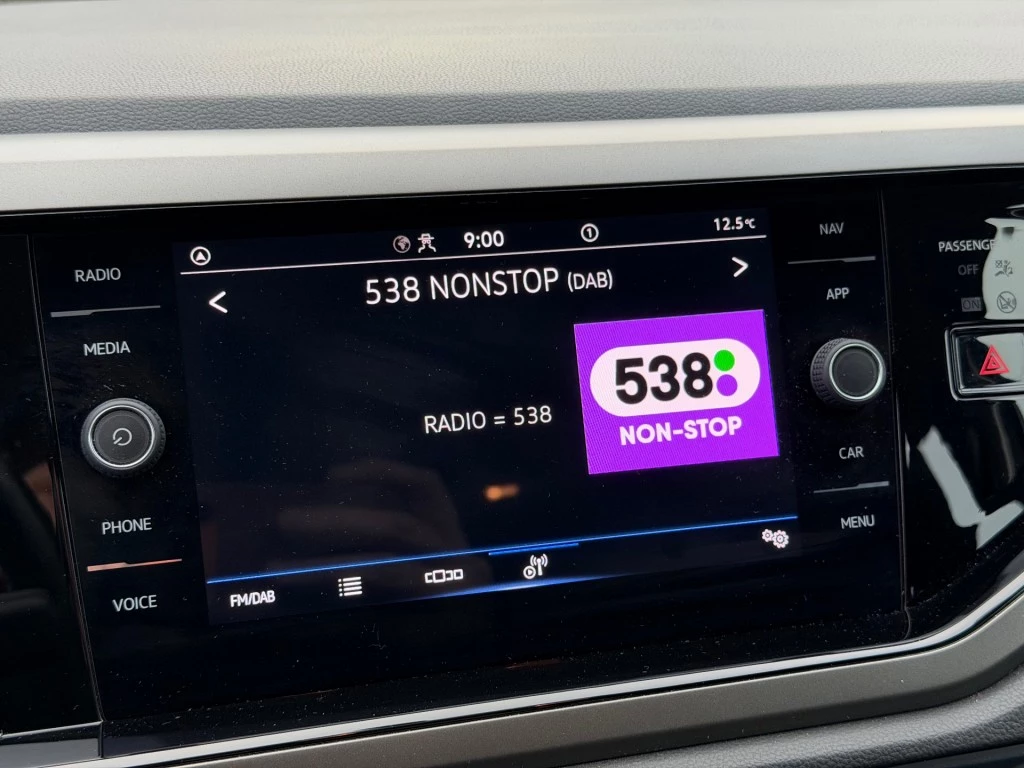 9:00
1
12.5°C
538 NONSTOP (DAB)
RADIO = 538
538
NON-STOP
FM/DAB
RADIO
MEDIA
PHONE
VOICE
NAV
APP
CAR
MENU
PASSENGE
OFF
ON